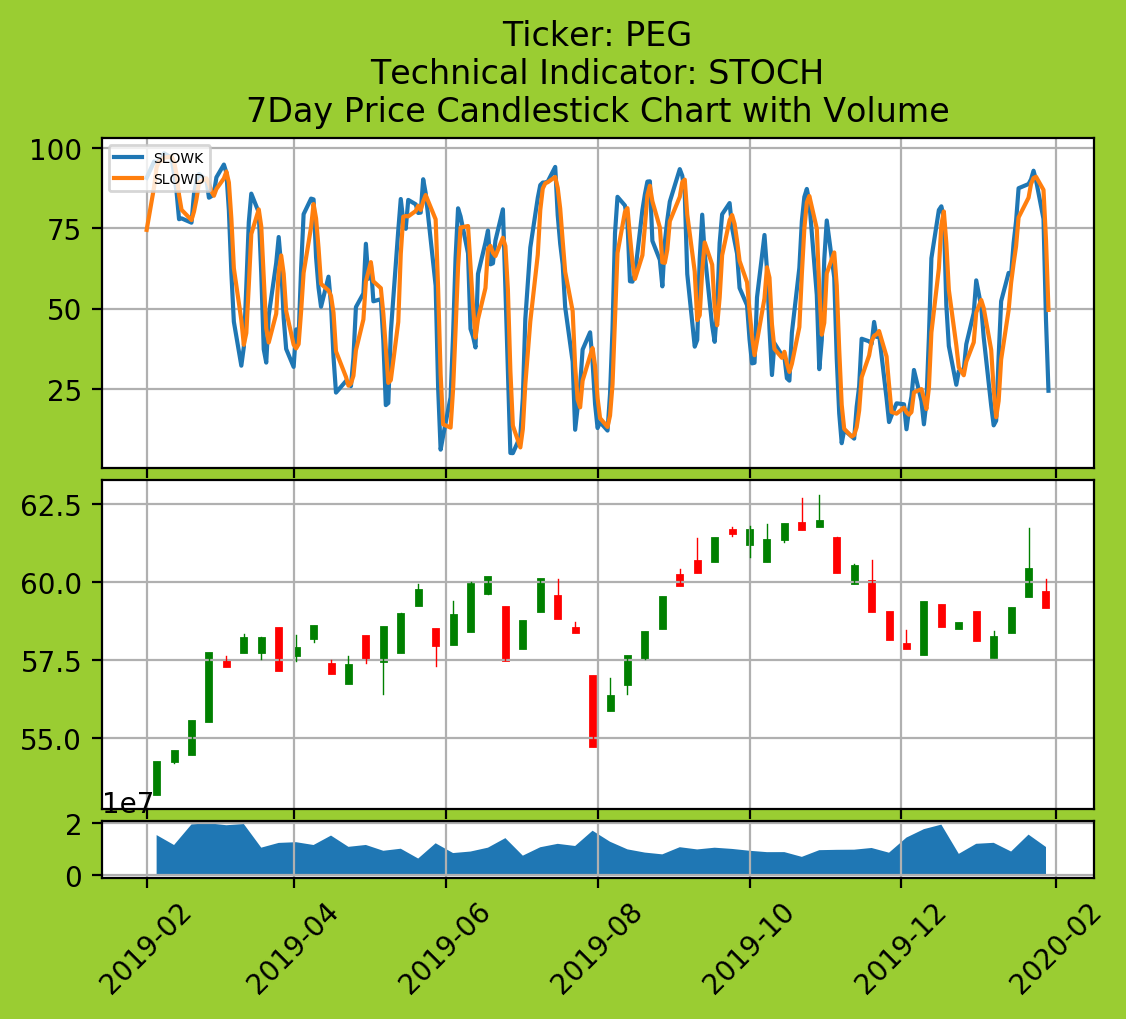 Ticker: PEG
Technical Indicator: STOCH
7Day Price Candlestick Chart with Volume
100
SLOWK
SLOWD
75
50
25
62.5
60.0
57.5
55.0
1e7
2
0
2019-02 2019-04 2019-06 2019-08 2019-10 2019-12 2020-02